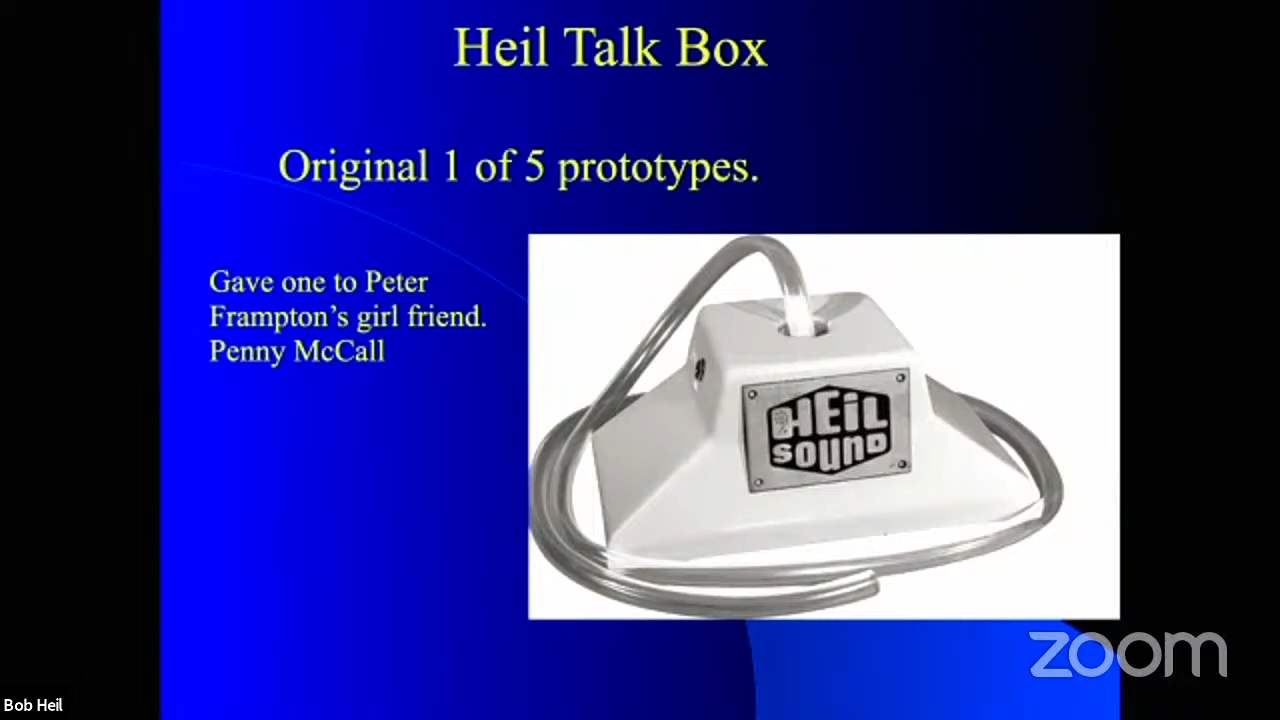 Heil Talk Box
Original 1 of 5 prototypes.
Gave one to Peter
Frampton’s girl friend.
Penny McCall
HEiL
SOUND
zoom
Bob Heil